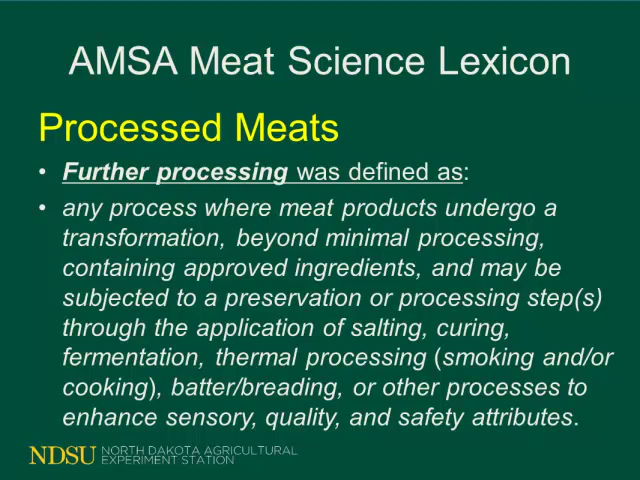 AMSA Meat Science Lexicon
Processed Meats
• Further processing was defined as:
• any process where meat products undergo a
transformation, beyond minimal processing,
containing approved ingredients, and may be
subjected to a preservation or processing step(s)
through the application of salting, curing,
fermentation, thermal processing (smoking and/or
cooking), batter/breading, or other processes to
enhance sensory, quality, and safety attributes.
NDSU NORTH DAKOTA AGRICULTURAL
EXPERIMENT STATION